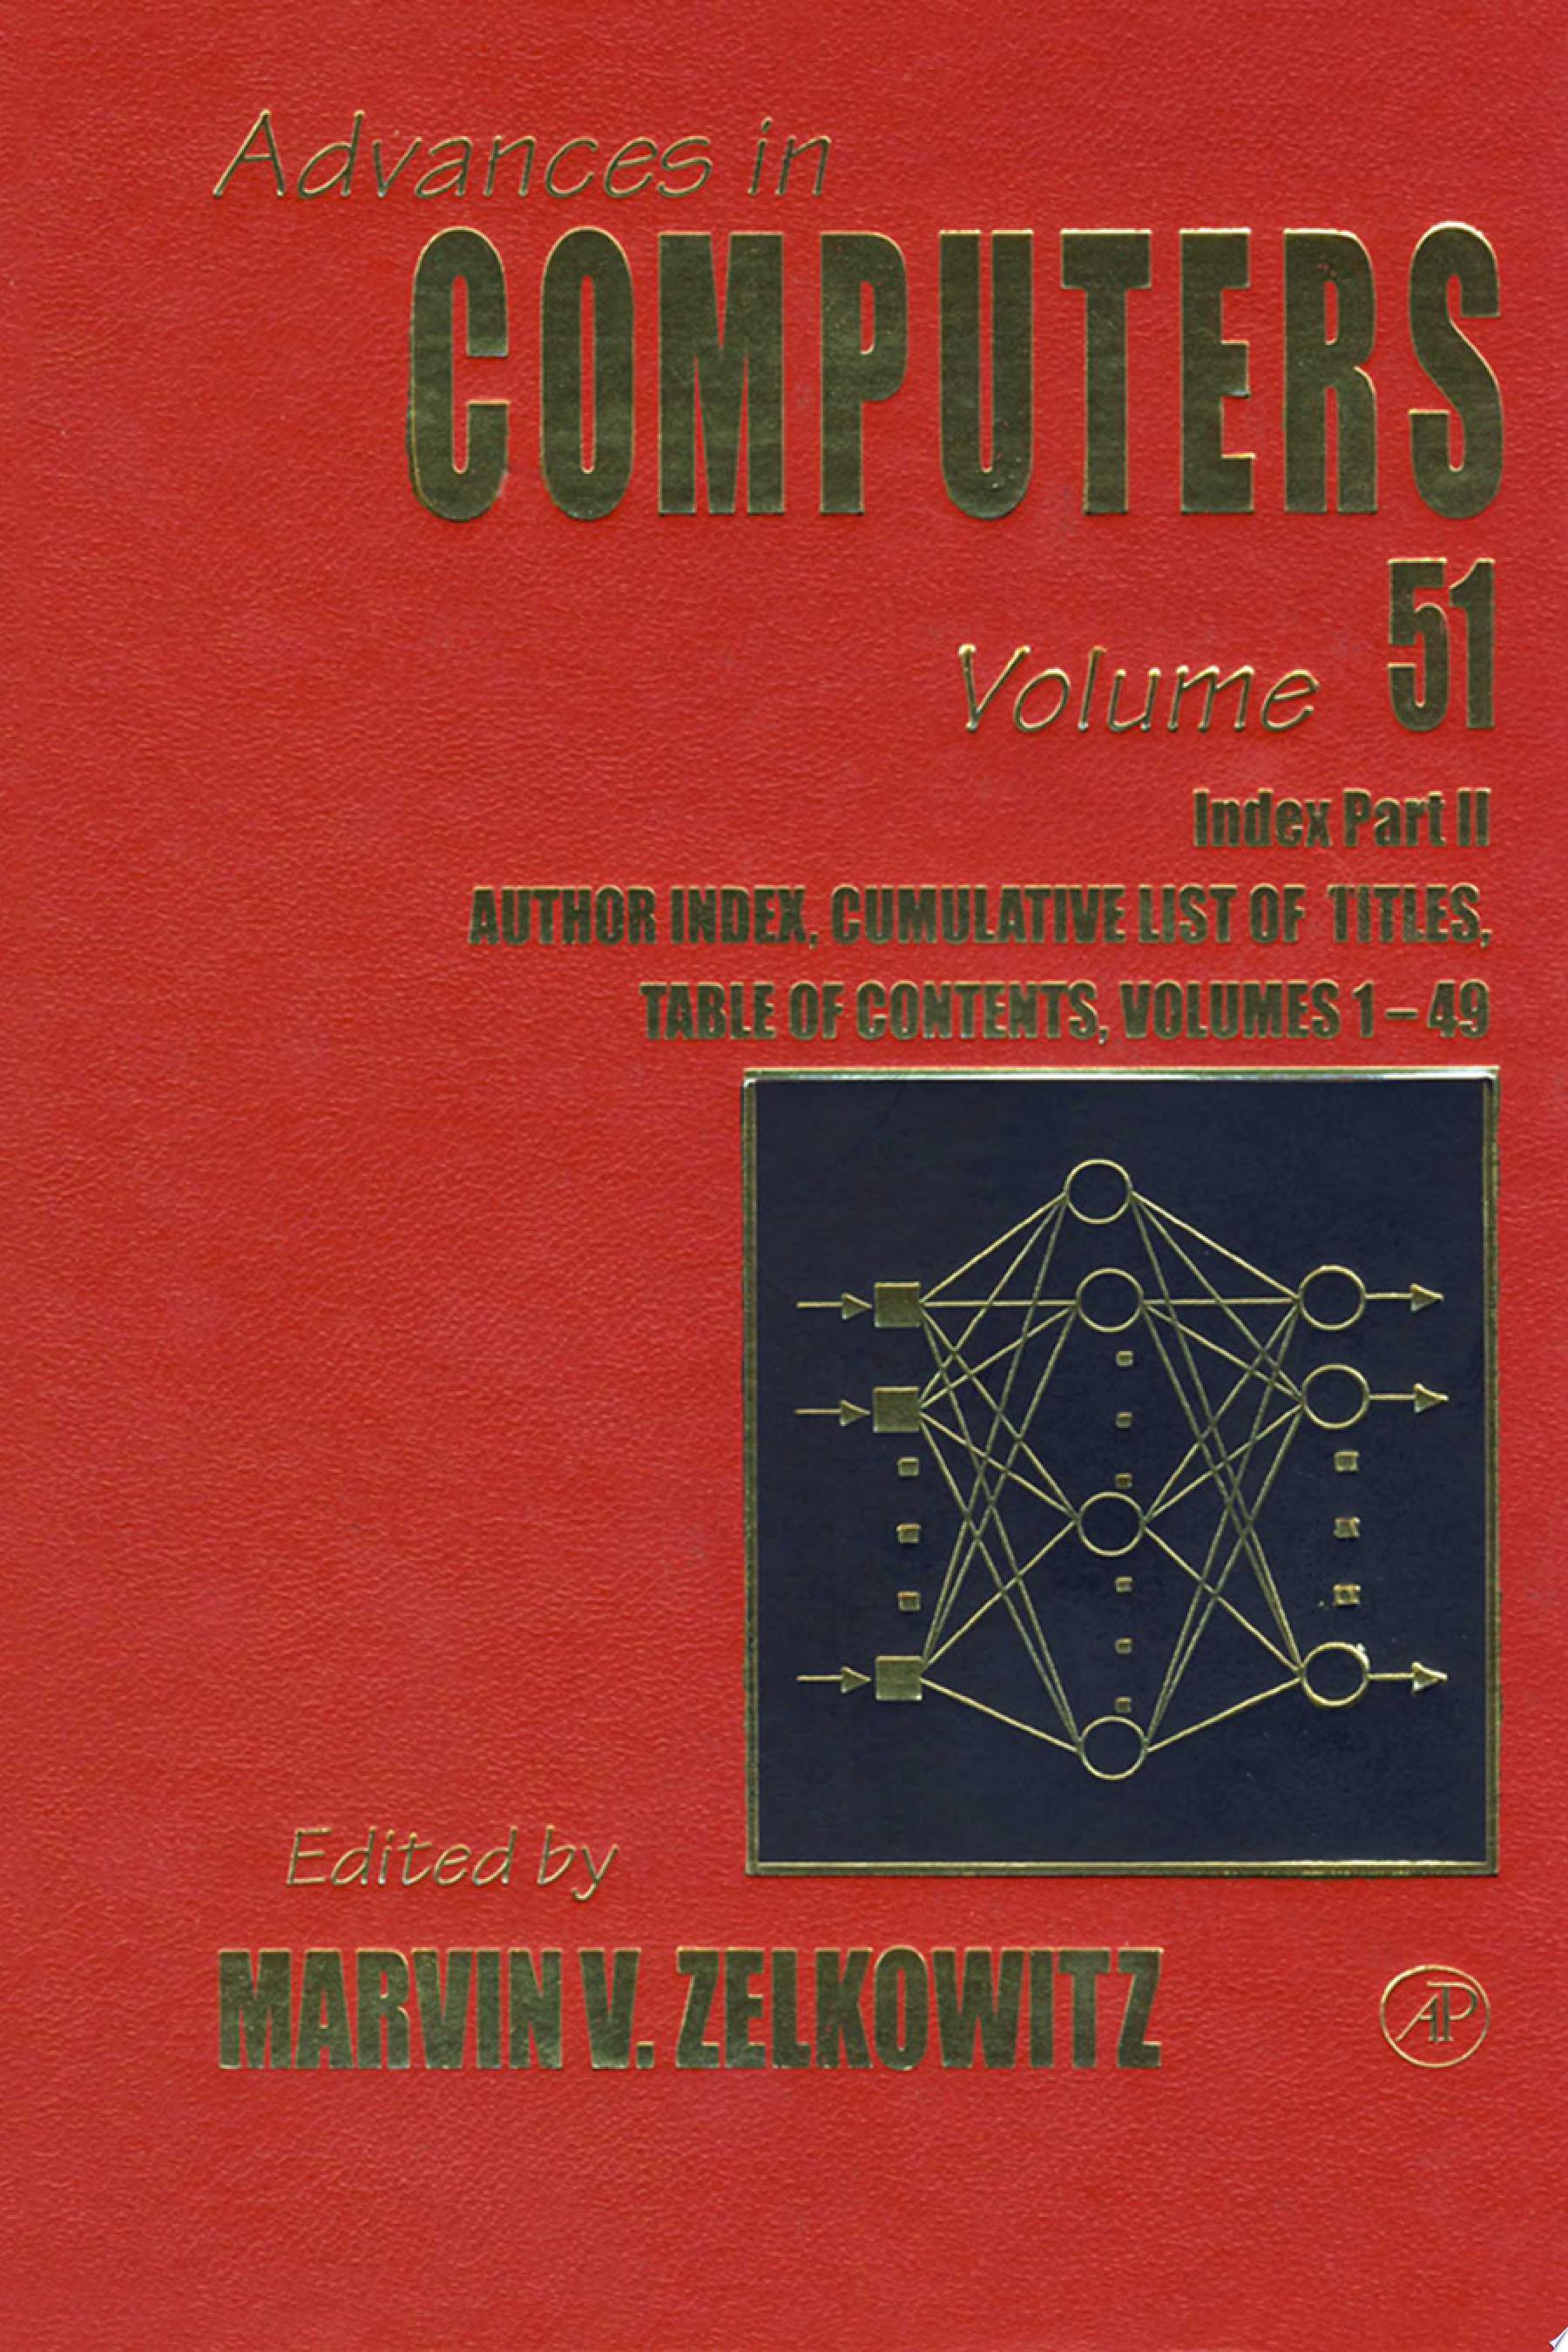 Advances in
COMPUTERS
Volume 51
Index Part II
AUTHOR INDEX, CUMULATIVE LIST OF TITLES,
TABLE OF CONTENTS, VOLUMES 1 – 49
Edited by
MARVIN V. ZELKOWITZ
AP